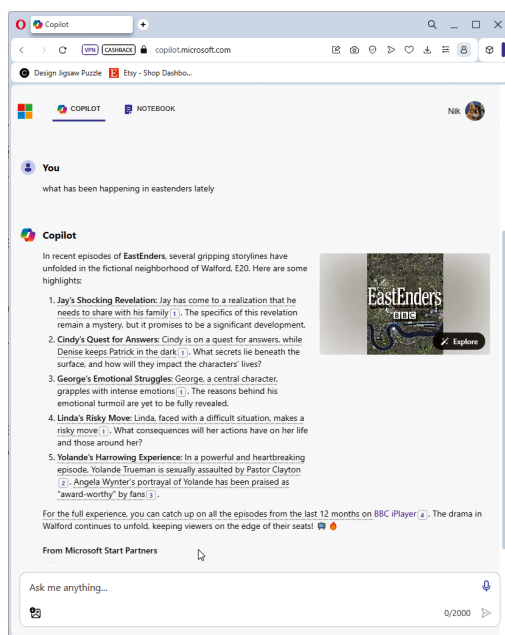 Copilot
VPN CASHBACK copilot.microsoft.com
Design Jigsaw Puzzle E Etsy - Shop Dashbo...
COPILOT NOTEBOOK Nik
You
what has been happening in eastenders lately
Copilot
In recent episodes of EastEnders, several gripping storylines have
unfolded in the fictional neighborhood of Walford, E20. Here are some
highlights:
1. Jay's Shocking Revelation: Jay has come to a realization that he
needs to share with his family 1 . The specifics of this revelation
remain a mystery, but it promises to be a significant development.
2. Cindy's Quest for Answers: Cindy is on a quest for answers, while
Denise keeps Patrick in the dark 1 . What secrets lie beneath the
surface, and how will they impact the characters' lives?
3. George's Emotional Struggles: George, a central character,
grapples with intense emotions 1 . The reasons behind his
emotional turmoil are yet to be fully revealed.
4. Linda's Risky Move: Linda, faced with a difficult situation, makes a
risky move 1 . What consequences will her actions have on her life
and those around her?
5. Yolande's Harrowing Experience: In a powerful and heartbreaking
episode, Yolande Trueman is sexually assaulted by Pastor Clayton
2 . Angela Wynter's portrayal of Yolande has been praised as
"award-worthy" by fans 3 .
EastEnders
BBC
Explore
For the full experience, you can catch up on all the episodes from the last
12 months on BBC iPlayer 4 . The drama in
Walford continues to unfold, keeping viewers on the edge of their seats!
From Microsoft Start Partners
Ask me anything...
0/2000